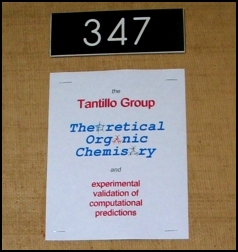 347
the
Tantillo Group
Theoretical
Organic
Chemistry
and
experimental
validation of
computational
predictions